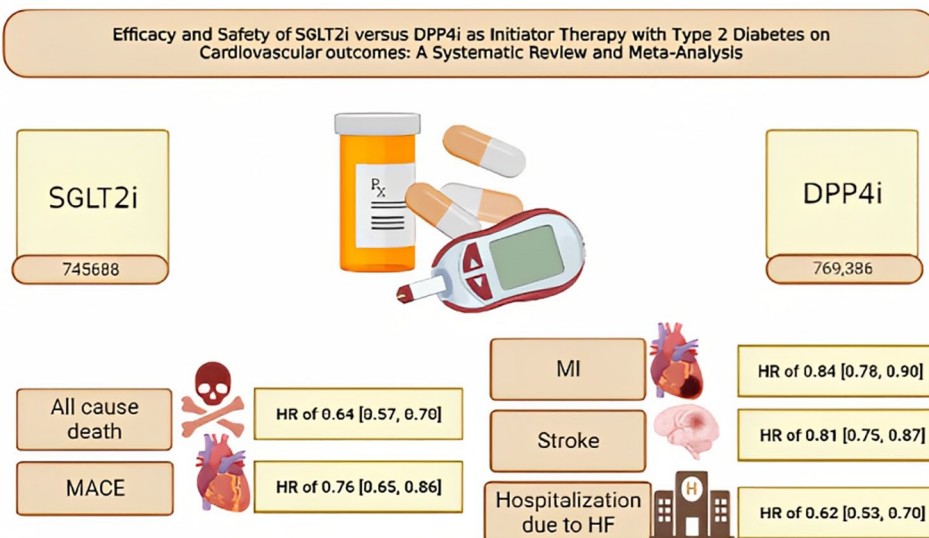 Efficacy and Safety of SGLT2i versus DPP4i as Initiator Therapy with Type 2 Diabetes on
Cardiovascular outcomes: A Systematic Review and Meta-Analysis
SGLT2i
745688
Rx
DPP4i
769,386
All cause
death
HR of 0.64 [0.57, 0.70]
MACE
HR of 0.76 [0.65, 0.86]
MI
HR of 0.84 [0.78, 0.90]
Stroke
HR of 0.81 [0.75, 0.87]
Hospitalization
due to HF
H
HR of 0.62 [0.53, 0.70]